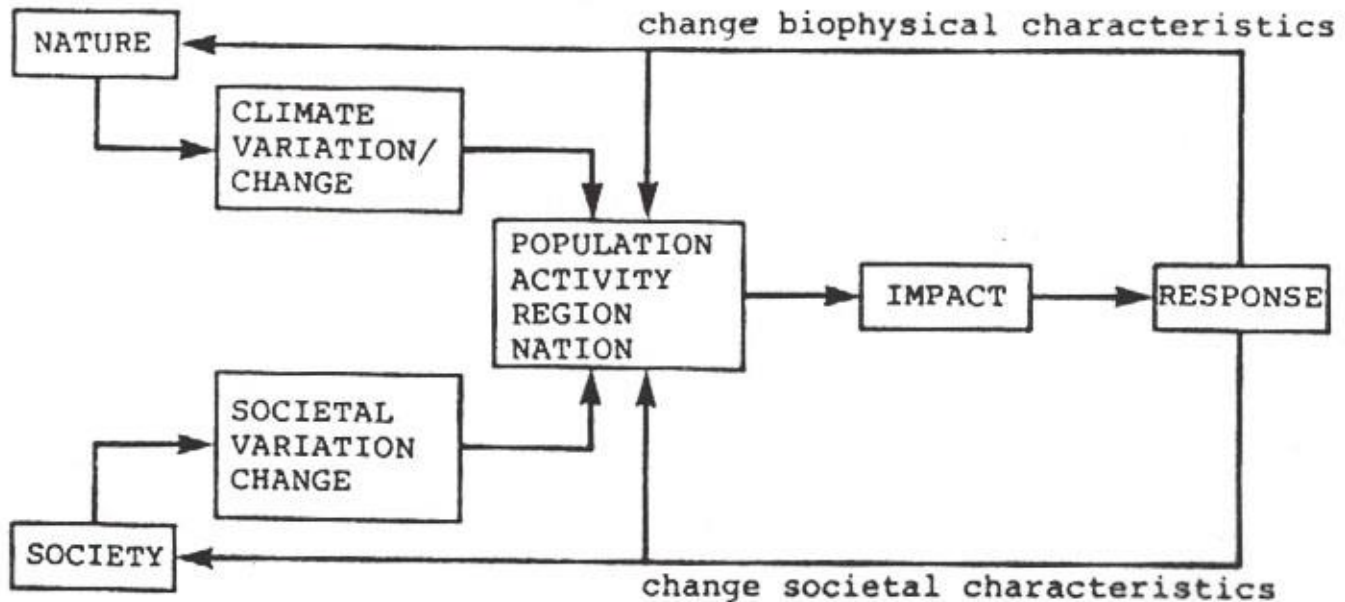 change biophysical characteristics
NATURE
CLIMATE
VARIATION/
CHANGE
POPULATION
ACTIVITY
REGION
NATION
IMPACT
RESPONSE
SOCIETAL
VARIATION
CHANGE
SOCIETY
change societal characteristics